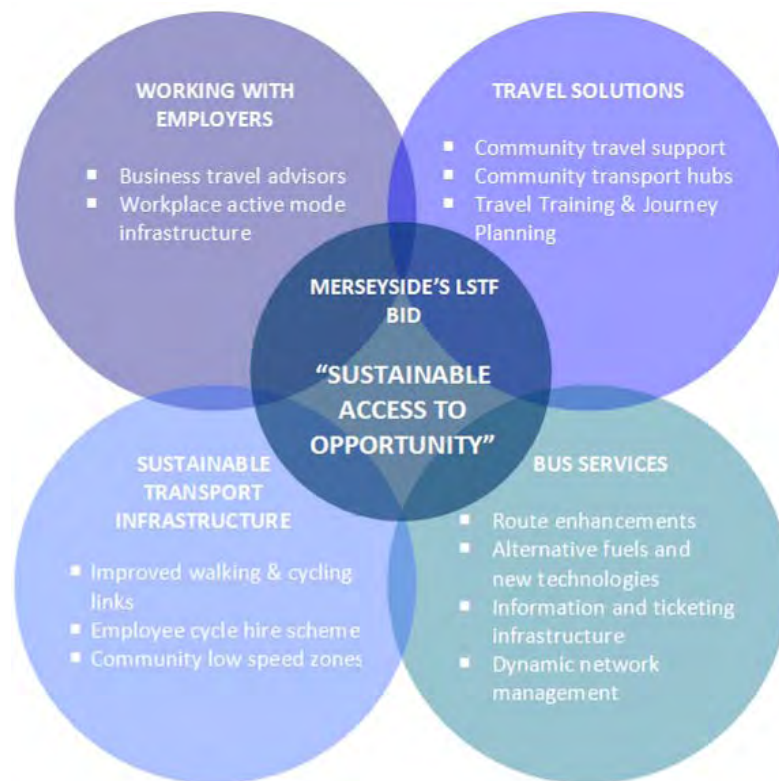 WORKING WITH
EMPLOYERS
▪ Business travel advisors
▪ Workplace active mode
infrastructure
TRAVEL SOLUTIONS
▪ Community travel support
▪ Community transport hubs
▪ Travel Training & Journey
Planning
MERSEYSIDE'S LSTF
BID
“SUSTAINABLE
ACCESS TO
OPPORTUNITY”
SUSTAINABLE
TRANSPORT
INFRASTRUCTURE
▪ Improved walking & cycling
links
▪ Employee cycle hire scheme
▪ Community low speed zones
BUS SERVICES
▪ Route enhancements
▪ Alternative fuels and
new technologies
▪ Information and ticketing
infrastructure
▪ Dynamic network
management